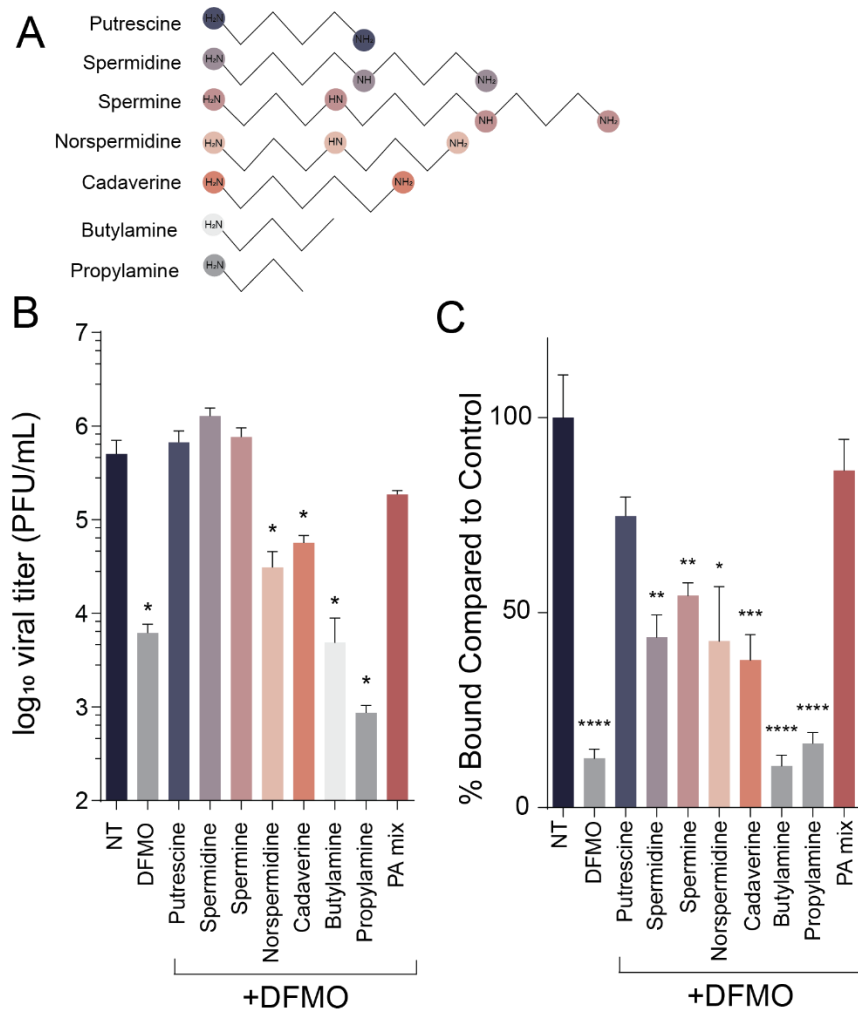 A
Putrescine
H₂N
NH₂
Spermidine
H₂N
NH
NH₂
Spermine
H₂N
HN
NH
NH₂
Norspermidine
H₂N
HN
NH₂
Cadaverine
H₂N
NH₂
Butylamine
H₂N
Propylamine
H₂N
B
log₁₀ viral titer (PFU/mL)
7
6
5
4
3
2
*
*
*
*
*
NT
DFMO
Putrescine
Spermidine
Spermine
Norspermidine
Cadaverine
Butylamine
Propylamine
PA mix
+DFMO
C
% Bound Compared to Control
100
50
0
****
**
**
*
***
****
****
NT
DFMO
Putrescine
Spermidine
Spermine
Norspermidine
Cadaverine
Butylamine
Propylamine
PA mix
+DFMO